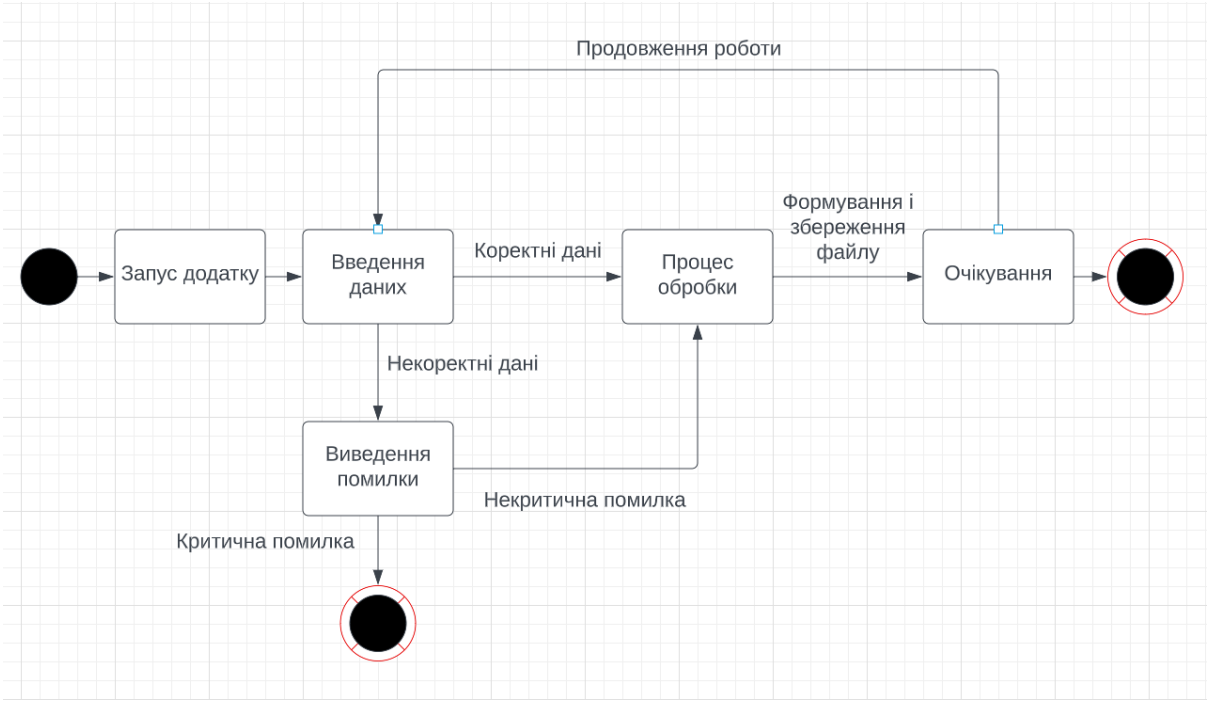 Продовження роботи
Формування і
збереження
файлу
Запус додатку
Введення
даних
Коректні дані
Процес
обробки
Очікування
Некоректні дані
Виведення
помилки
Некритична помилка
Критична помилка